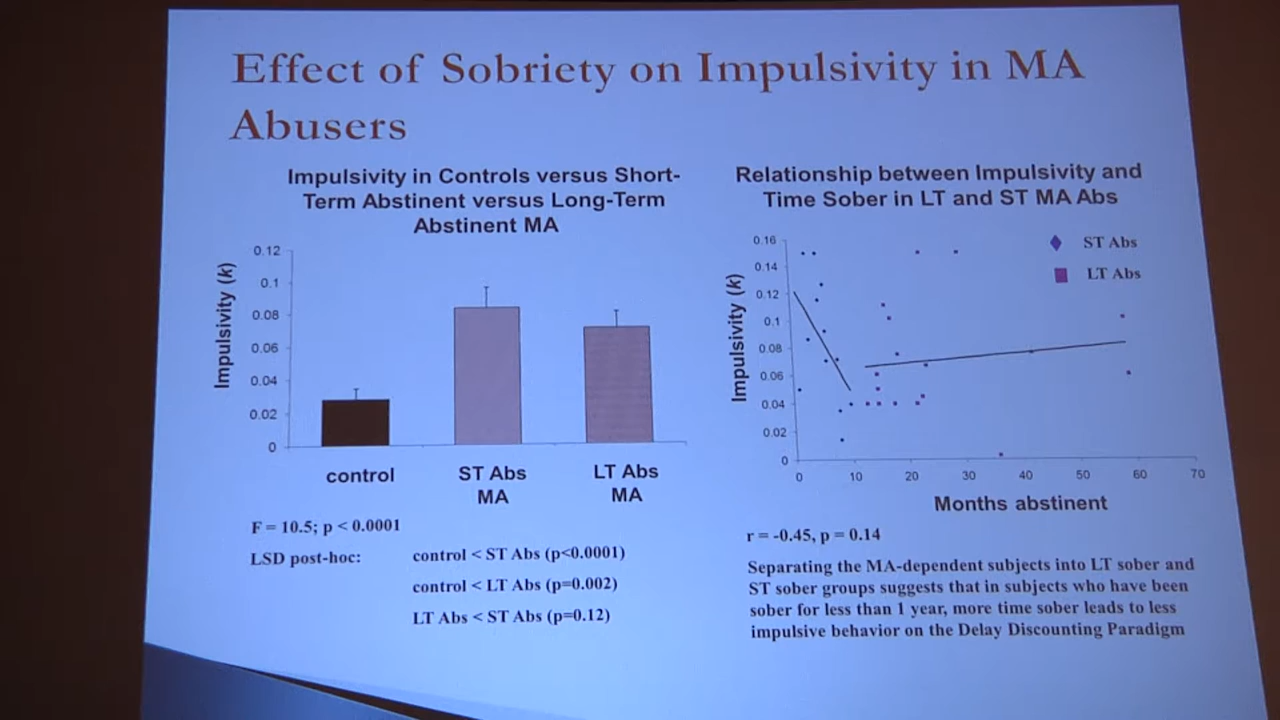 Effect of Sobriety on Impulsivity in MA
Abusers
Impulsivity in Controls versus Short-
Term Abstinent versus Long-Term
Abstinent MA
Impulsivity (k)
0.12
0.1
0.08
0.06
0.04
0.02
0
control
ST Abs
MA
LT Abs
MA
F = 10.5; p < 0.0001
LSD post-hoc:
control < ST Abs (p<0.0001)
control < LT Abs (p=0.002)
LT Abs < ST Abs (p=0.12)
Relationship between Impulsivity and
Time Sober in LT and ST MA Abs
Impulsivity (k)
0.16
0.14
0.12
0.1
0.08
0.06
0.04
0.02
0
ST Abs
LT Abs
0 10 20 30 40 50 60 70
Months abstinent
r = -0.45, p = 0.14
Separating the MA-dependent subjects into LT sober and
ST sober groups suggests that in subjects who have been
sober for less than 1 year, more time sober leads to less
impulsive behavior on the Delay Discounting Paradigm